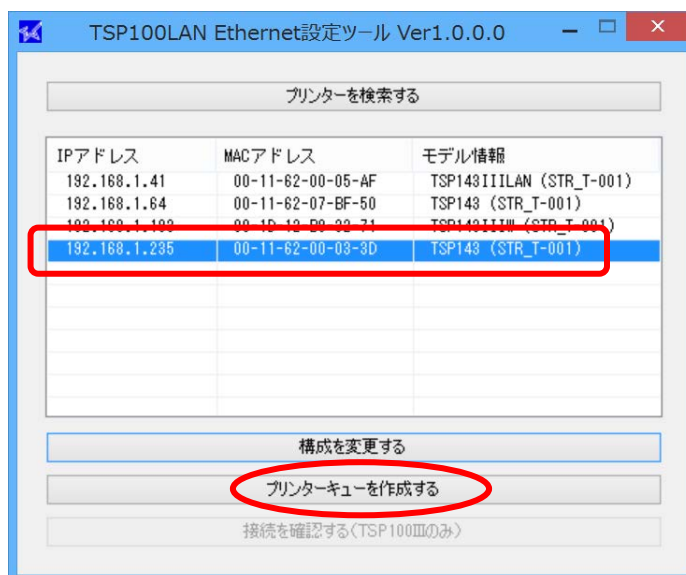 TSP100LAN Ethernet設定ツール Ver1.0.0.0
プリンターを検索する
IPアドレス MACアドレス モデル情報
192.168.1.41 00-11-62-00-05-AF TSP143IIILAN (STR_T-001)
192.168.1.64 00-11-62-07-BF-50 TSP143 (STR_T-001)
(STR_T-001)
192.168.1.235 00-11-62-00-03-3D TSP143 (STR_T-001)
構成を変更する
プリンターキューを作成する
接続を確認する(TSP100Ⅲのみ)